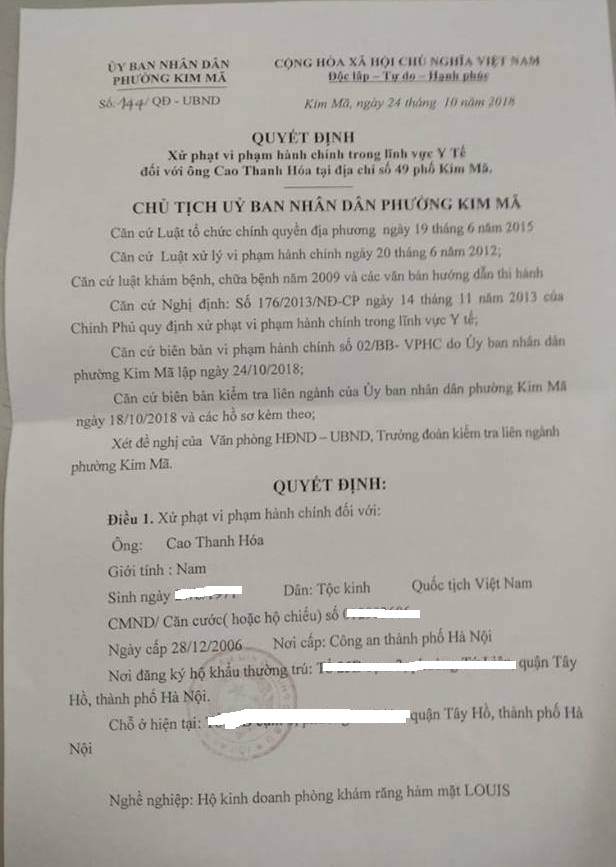 ỦY BAN NHÂN DÂN
PHƯỜNG KIM MÃ
Số:144/QĐ - UBND
CỘNG HÒA XÃ HỘI CHỦ NGHĨA VIỆT NAM
Độc lập – Tự do – Hạnh phúc
Kim Mã, ngày 24 tháng 10 năm 2018
QUYẾT ĐỊNH
Xử phạt vi phạm hành chính trong lĩnh vực Y Tế
đối với ông Cao Thanh Hóa tại địa chỉ số 49 phố Kim Mã.
CHỦ TỊCH UỶ BAN NHÂN DÂN PHƯỜNG KIM MÃ
Căn cứ Luật tổ chức chính quyền địa phương ngày 19 tháng 6 năm 2015
Căn cứ Luật xử lý vi phạm hành chính ngày 20 tháng 6 năm 2012;
Căn cứ luật khám bệnh, chữa bệnh năm 2009 và các văn bản hướng dẫn thi hành
Căn cứ Nghị định: Số 176/2013/NĐ-CP ngày 14 tháng 11 năm 2013 của
Chính Phủ quy định xử phạt vi phạm hành chính trong lĩnh vực Y tế;
Căn cứ biên bản vi phạm hành chính số 02/BB- VPHC do Ủy ban nhân dân
phường Kim Mã lập ngày 24/10/2018;
Căn cứ biên bản kiểm tra liên ngành của Ủy ban nhân dân phường Kim Mã
ngày 18/10/2018 và các hồ sơ kèm theo;
Xét đề nghị của Văn phòng HĐND – UBND, Trưởng đoàn kiểm tra liên ngành
phường Kim Mã.
QUYẾT ĐỊNH:
Điều 1. Xử phạt vi phạm hành chính đối với:
Ông: Cao Thanh Hóa
Giới tính : Nam
Sinh ngày Dân: Tộc kinh Quốc tịch Việt Nam
CMND/ Căn cước( hoặc hộ chiếu) số
Ngày cấp 28/12/2006 Nơi cấp: Công an thành phố Hà Nội
Nơi đăng ký hộ khẩu thường trú: quận Tây
Hồ, thành phố Hà Nội.
Chỗ ở hiện tại: quận Tây Hồ, thành phố Hà
Nội
Nghề nghiệp: Hộ kinh doanh phòng khám răng hàm mặt LOUIS